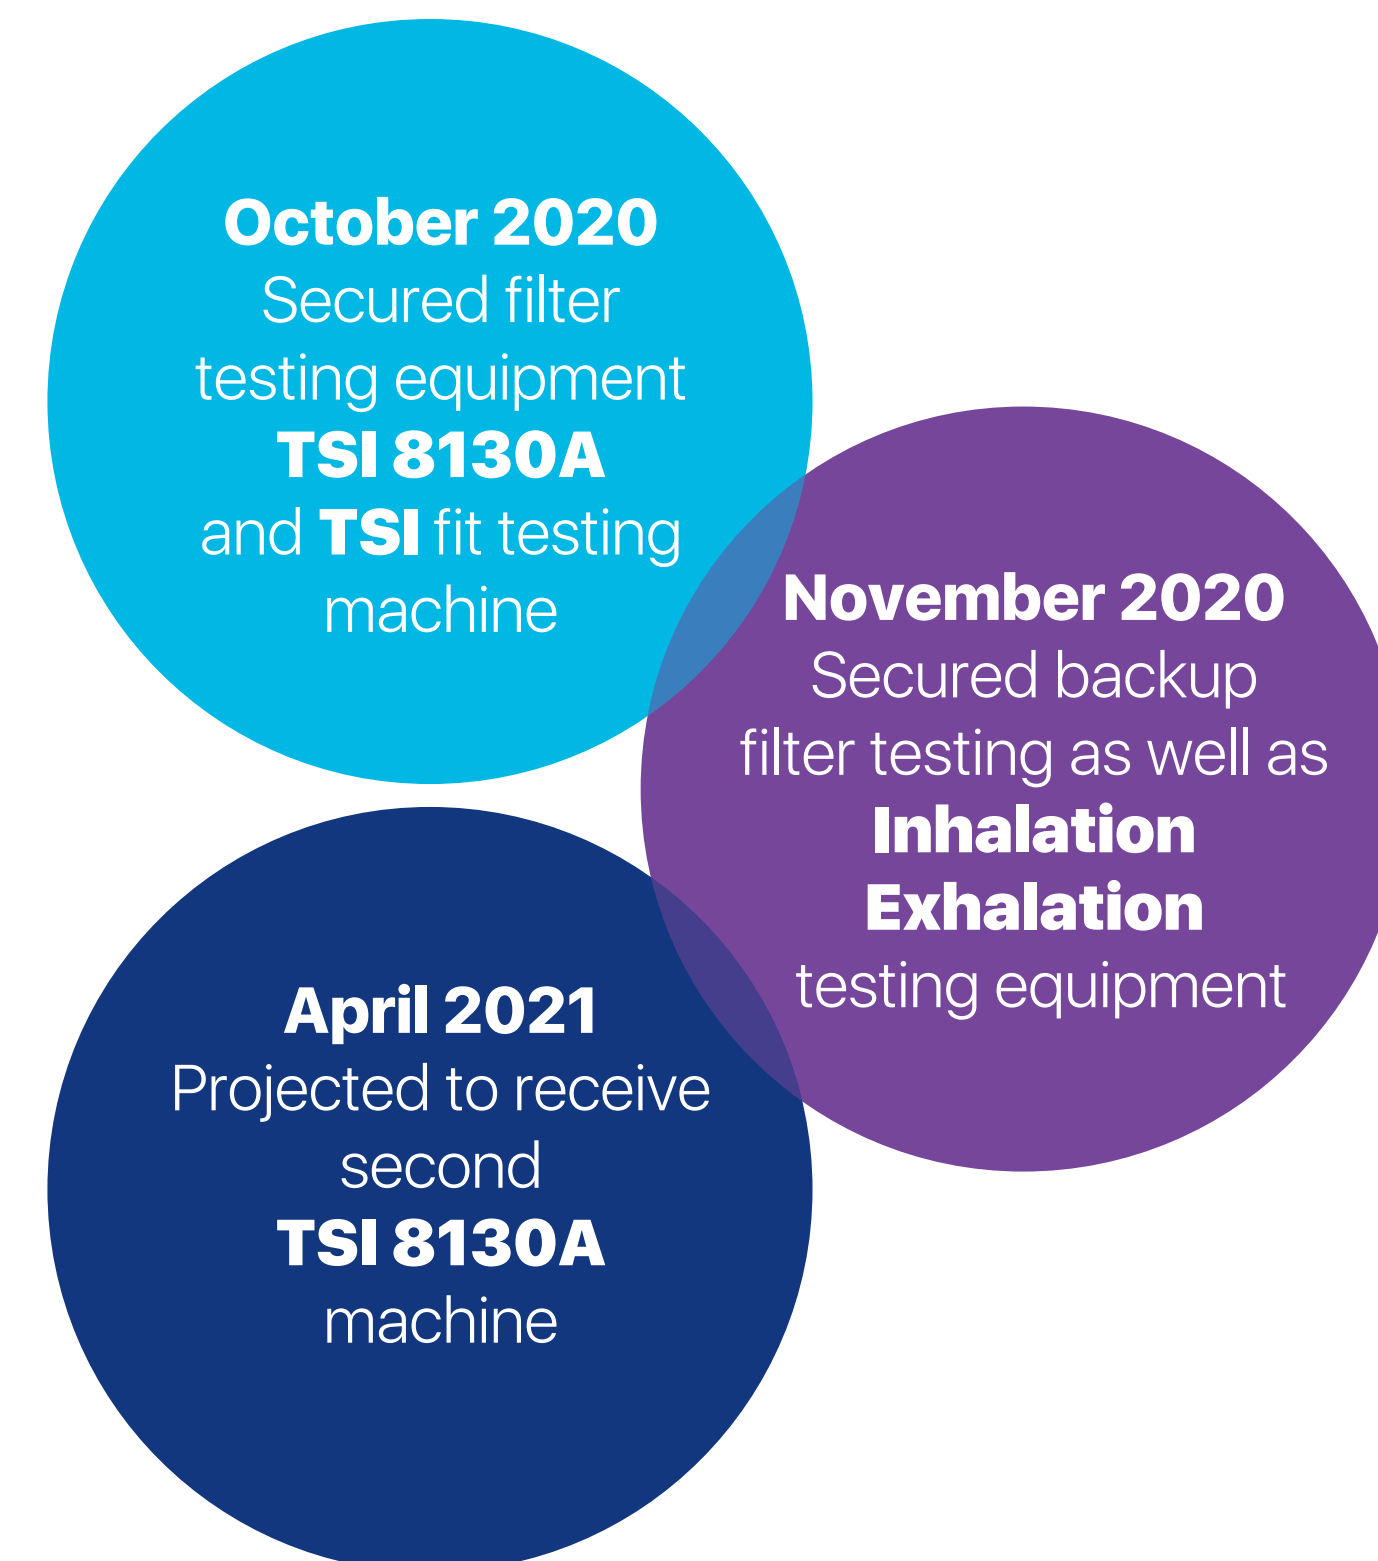 October 2020
Secured filter
testing equipment
TSI 8130A
and TSI fit testing
machine
November 2020
Secured backup
filter testing as well as
Inhalation
Exhalation
testing equipment
April 2021
Projected to receive
second
TSI 8130A
machine